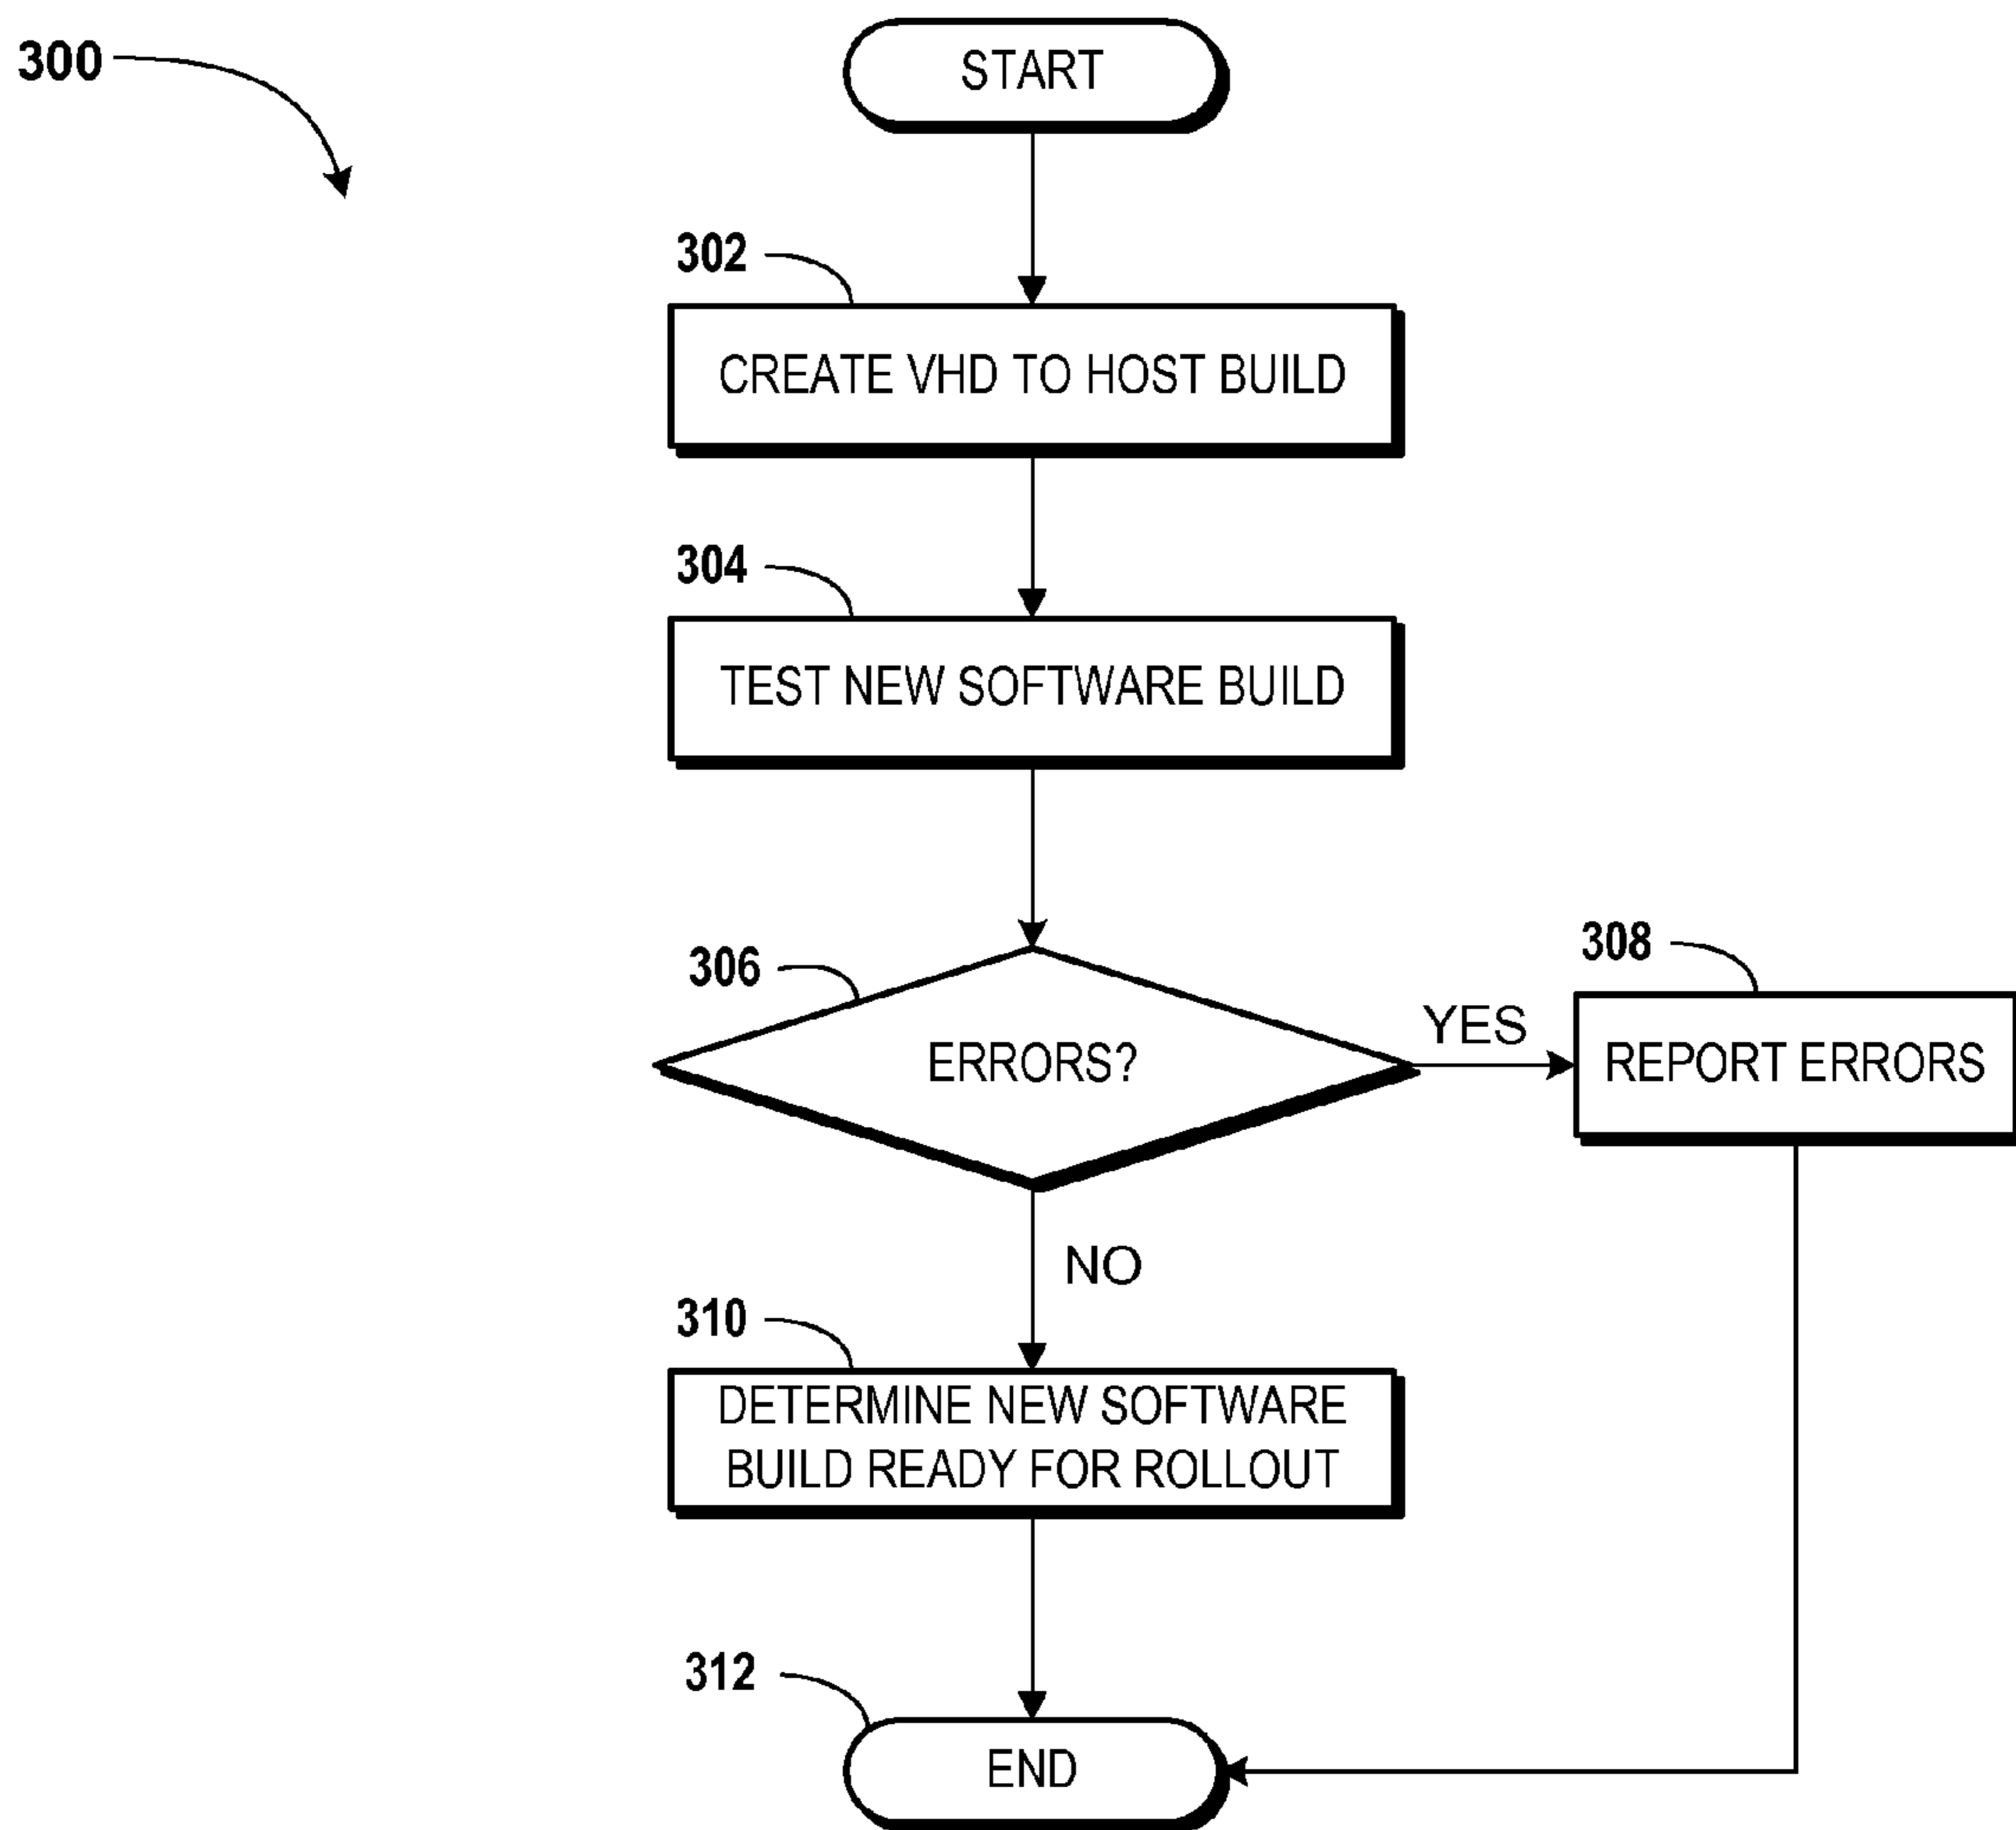 300
START
302
CREATE VHD TO HOST BUILD
304
TEST NEW SOFTWARE BUILD
306
ERRORS?
YES
308
REPORT ERRORS
NO
310
DETERMINE NEW SOFTWARE
BUILD READY FOR ROLLOUT
312
END